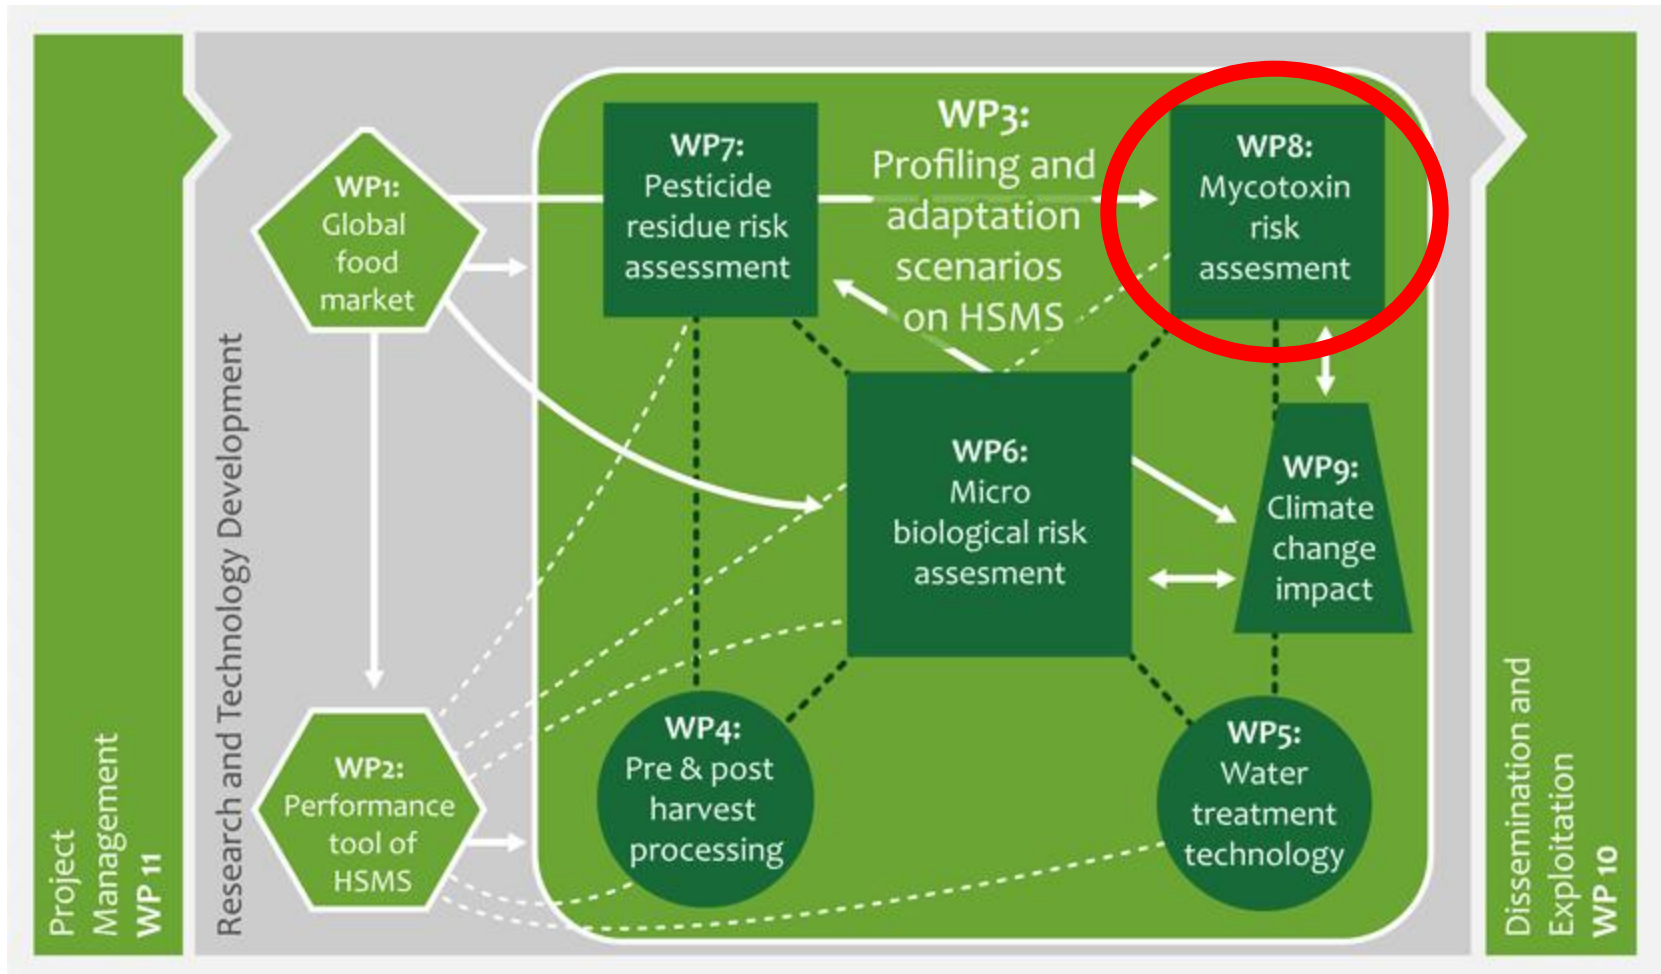 Project
Management
WP 11
Research and Technology Development
WP1:
Global
food
market
WP2:
Performance
tool of
HSMS
WP7:
Pesticide
residue risk
assessment
WP3:
Profiling and
adaptation
scenarios
on HSMS
WP8:
Mycotoxin
risk
assesment
WP6:
Micro
biological risk
assesment
WP9:
Climate
change
impact
WP4:
Pre & post
harvest
processing
WP5:
Water
treatment
technology
Dissemination and
Exploitation
WP 10